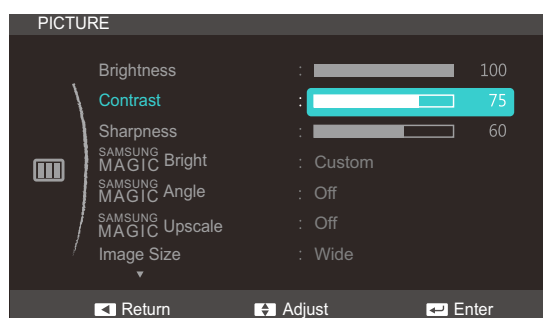 PICTURE
Brightness : 100
Contrast : 75
Sharpness : 60
SAMSUNG MAGIC Bright : Custom
SAMSUNG MAGIC Angle : Off
SAMSUNG MAGIC Upscale : Off
Image Size : Wide
Return Adjust Enter